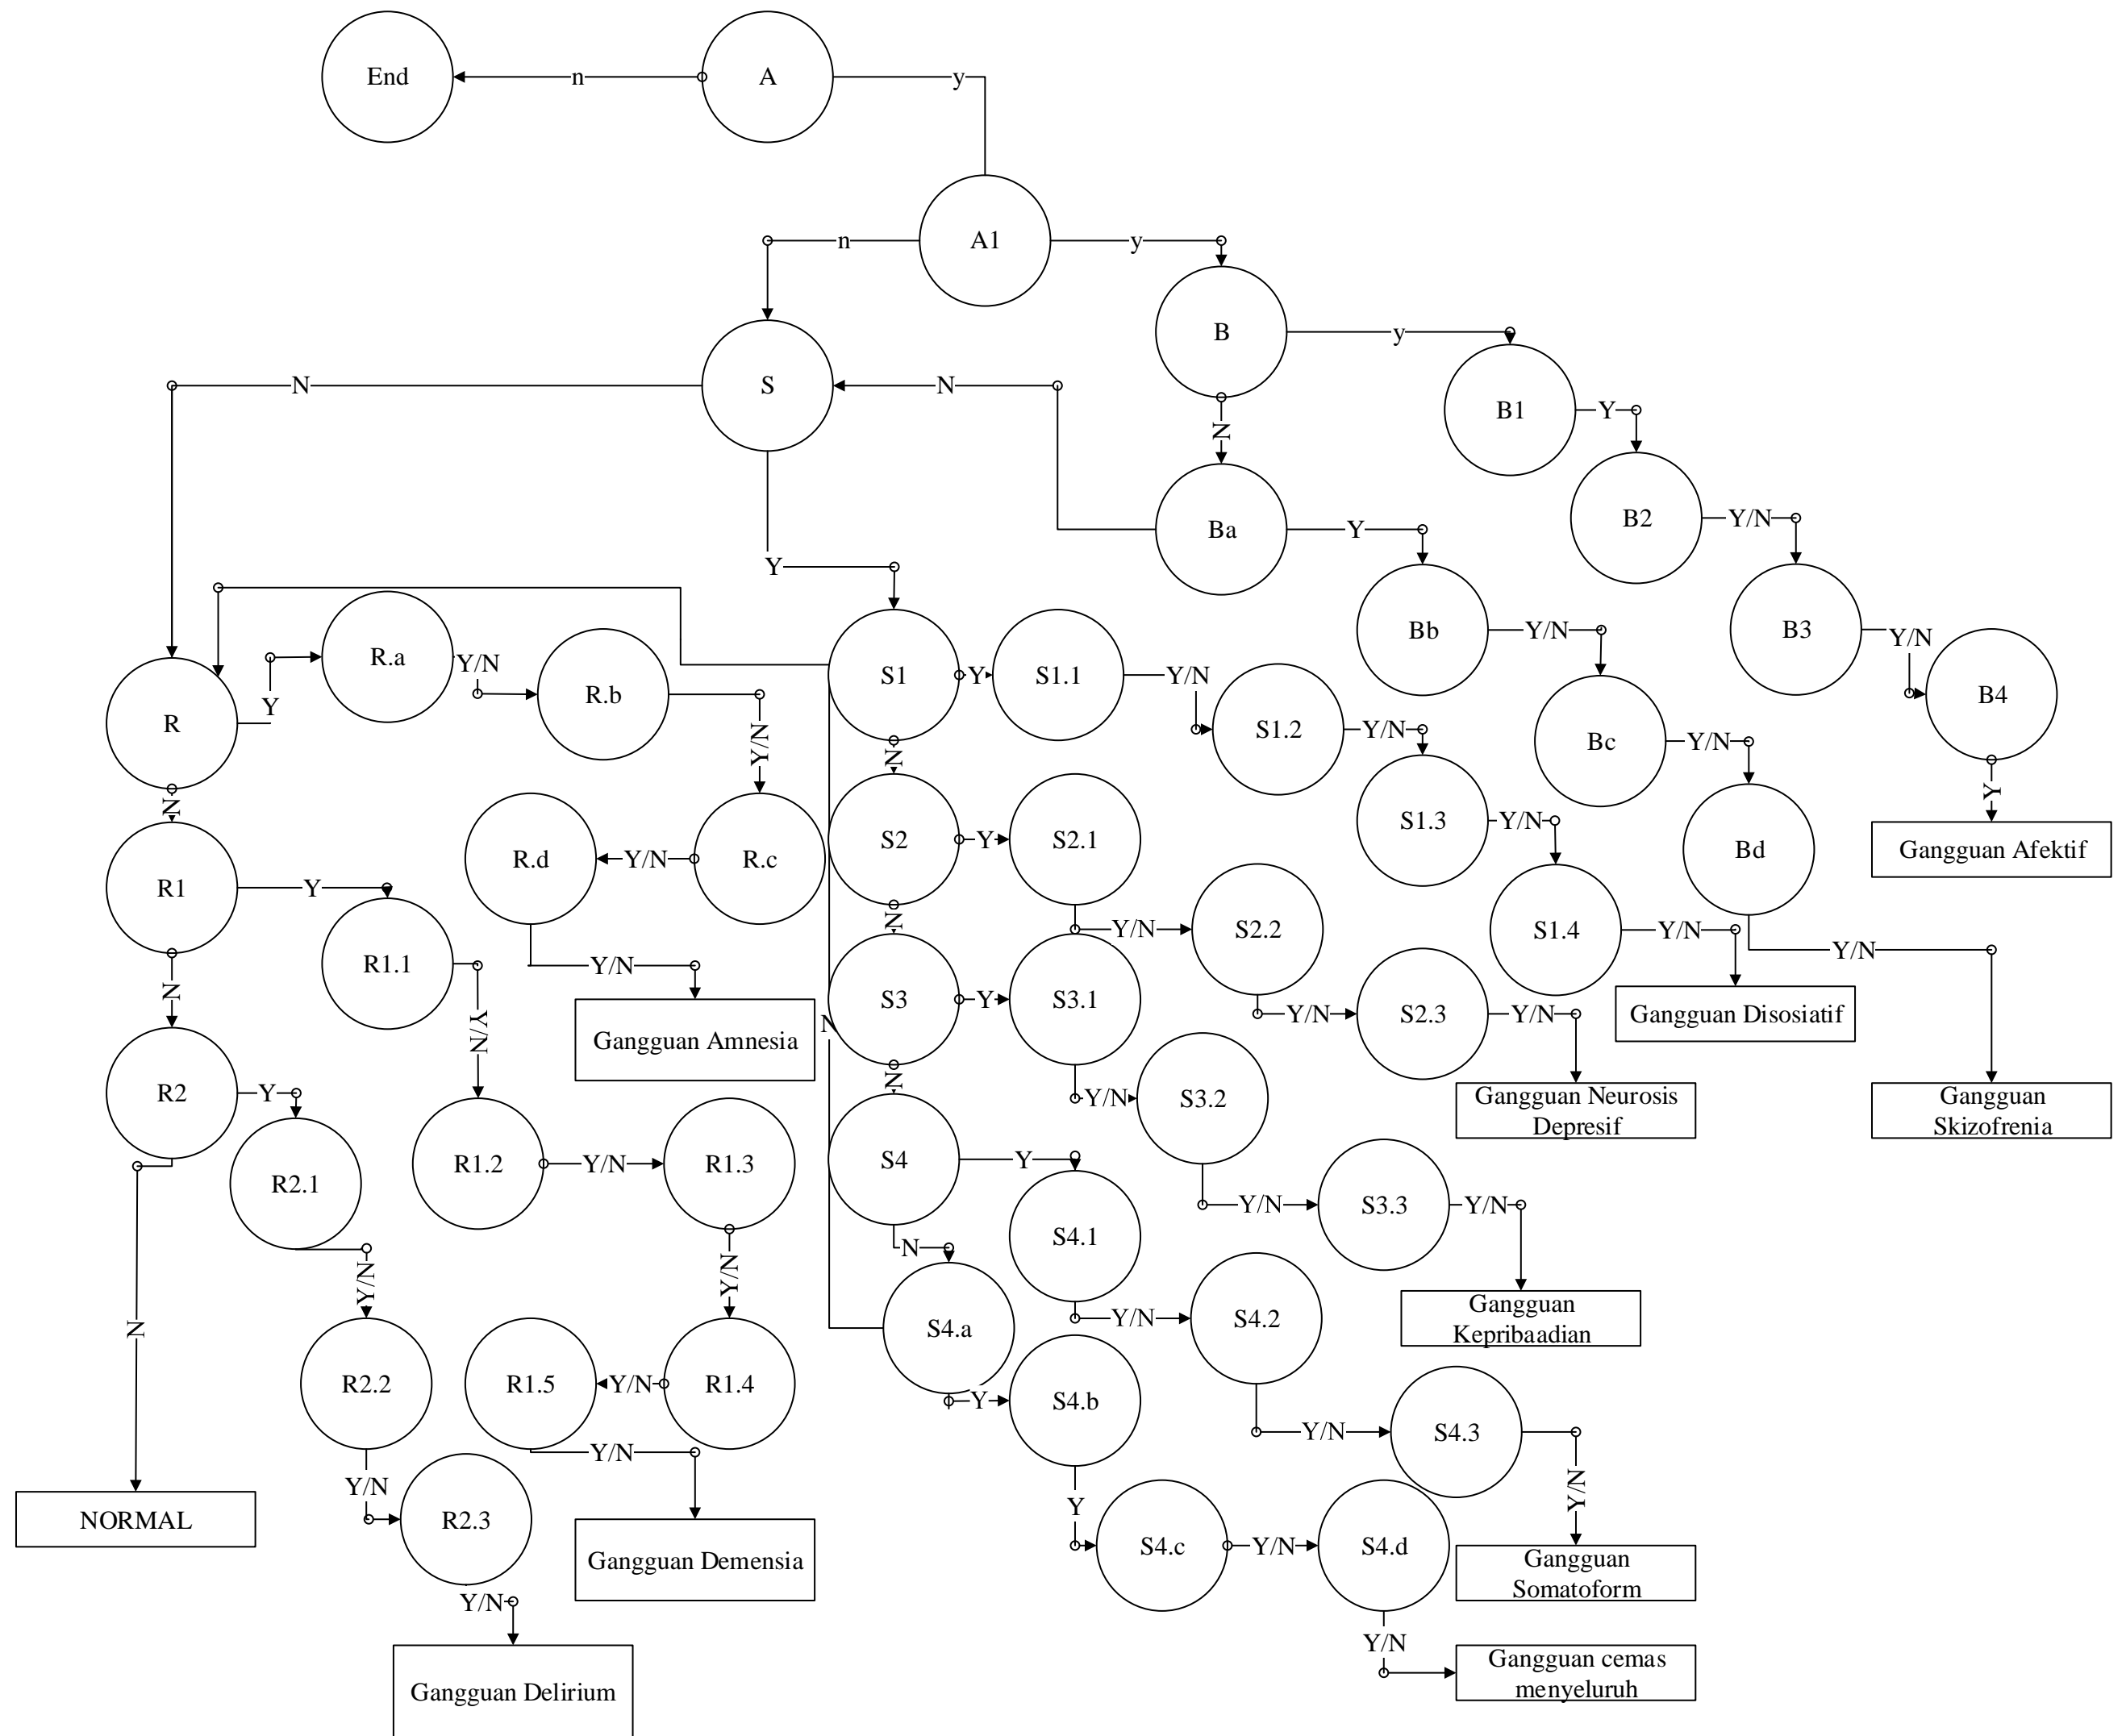 End
n
A
y
A1
n
y
S
N
N
B
y
N
B1
Y
B2
Y/N
B3
Y/N
B4
Y
Gangguan Afektif
Ba
Y
Bb
Y/N
Bc
Y/N
Bd
Y/N
Gangguan
Skizofrenia
Y
S1
Y
S1.1
Y/N
S1.2
Y/N
S1.3
Y/N
S1.4
Y/N
Gangguan Disosiatif
N
S2
Y
S2.1
Y/N
S2.2
Y/N
S2.3
Y/N
Gangguan Neurosis
Depresif
N
S3
Y
S3.1
Y/N
S3.2
Y/N
S3.3
Y/N
Gangguan
Kepribaadian
N
N
S4
Y
S4.1
Y/N
S4.2
Y/N
S4.3
Y/N
Gangguan
Somatoform
N
S4.a
Y
S4.b
Y
S4.c
Y/N
S4.d
Y/N
Gangguan cemas
menyeluruh
R
Y
R.a
Y/N
R.b
Y/N
R.c
Y/N
R.d
Y/N
Gangguan Amnesia
N
R1
Y
R1.1
Y/N
R1.2
Y/N
R1.3
Y/N
R1.4
Y/N
R1.5
Y/N
Gangguan Demensia
N
R2
Y
R2.1
Y/N
R2.2
Y/N
R2.3
Y/N
Gangguan Delirium
N
NORMAL